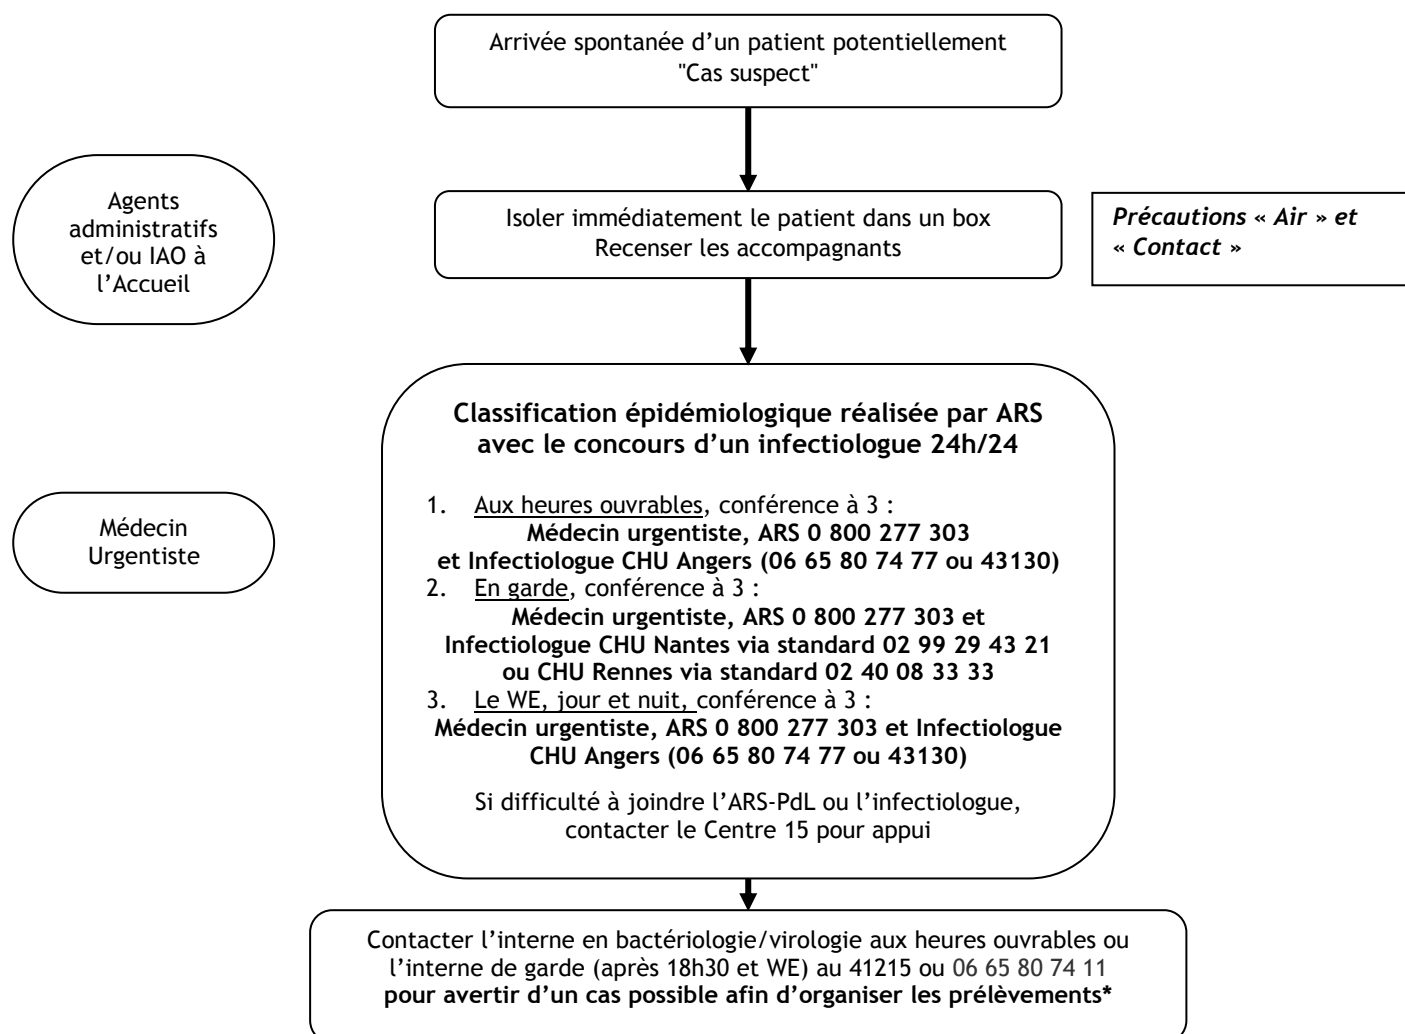 Arrivée spontanée d’un patient potentiellement
"Cas suspect"
Agents
administratifs
et/ou IAO à
l’Accueil
Isoler immédiatement le patient dans un box
Recenser les accompagnants
Précautions « Air » et
« Contact »
Classification épidémiologique réalisée par ARS
avec le concours d’un infectiologue 24h/24
Médecin
Urgentiste
1. Aux heures ouvrables, conférence à 3 :
Médecin urgentiste, ARS 0 800 277 303
et Infectiologue CHU Angers (06 65 80 74 77 ou 43130)
2. En garde, conférence à 3 :
Médecin urgentiste, ARS 0 800 277 303 et
Infectiologue CHU Nantes via standard 02 99 29 43 21
ou CHU Rennes via standard 02 40 08 33 33
3. Le WE, jour et nuit, conférence à 3 :
Médecin urgentiste, ARS 0 800 277 303 et Infectiologue
CHU Angers (06 65 80 74 77 ou 43130)
Si difficulté à joindre l’ARS-PdL ou l’infectiologue,
contacter le Centre 15 pour appui
Contacter l’interne en bactériologie/virologie aux heures ouvrables ou
l’interne de garde (après 18h30 et WE) au 41215 ou 06 65 80 74 11
pour avertir d’un cas possible afin d’organiser les prélèvements*